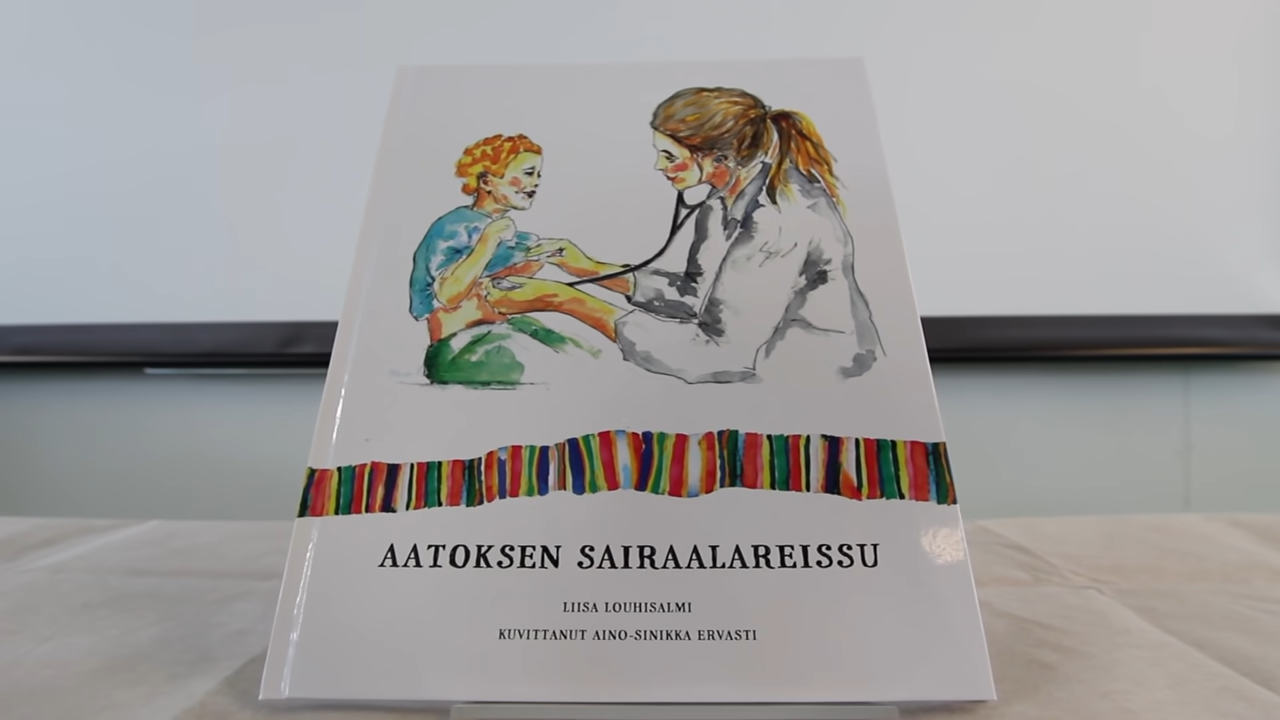 AATOKSEN SAIRAALAREISSU
LIISA LOUHISALMI
KUVITTANUT AINO-SINIKKA ERVASTI